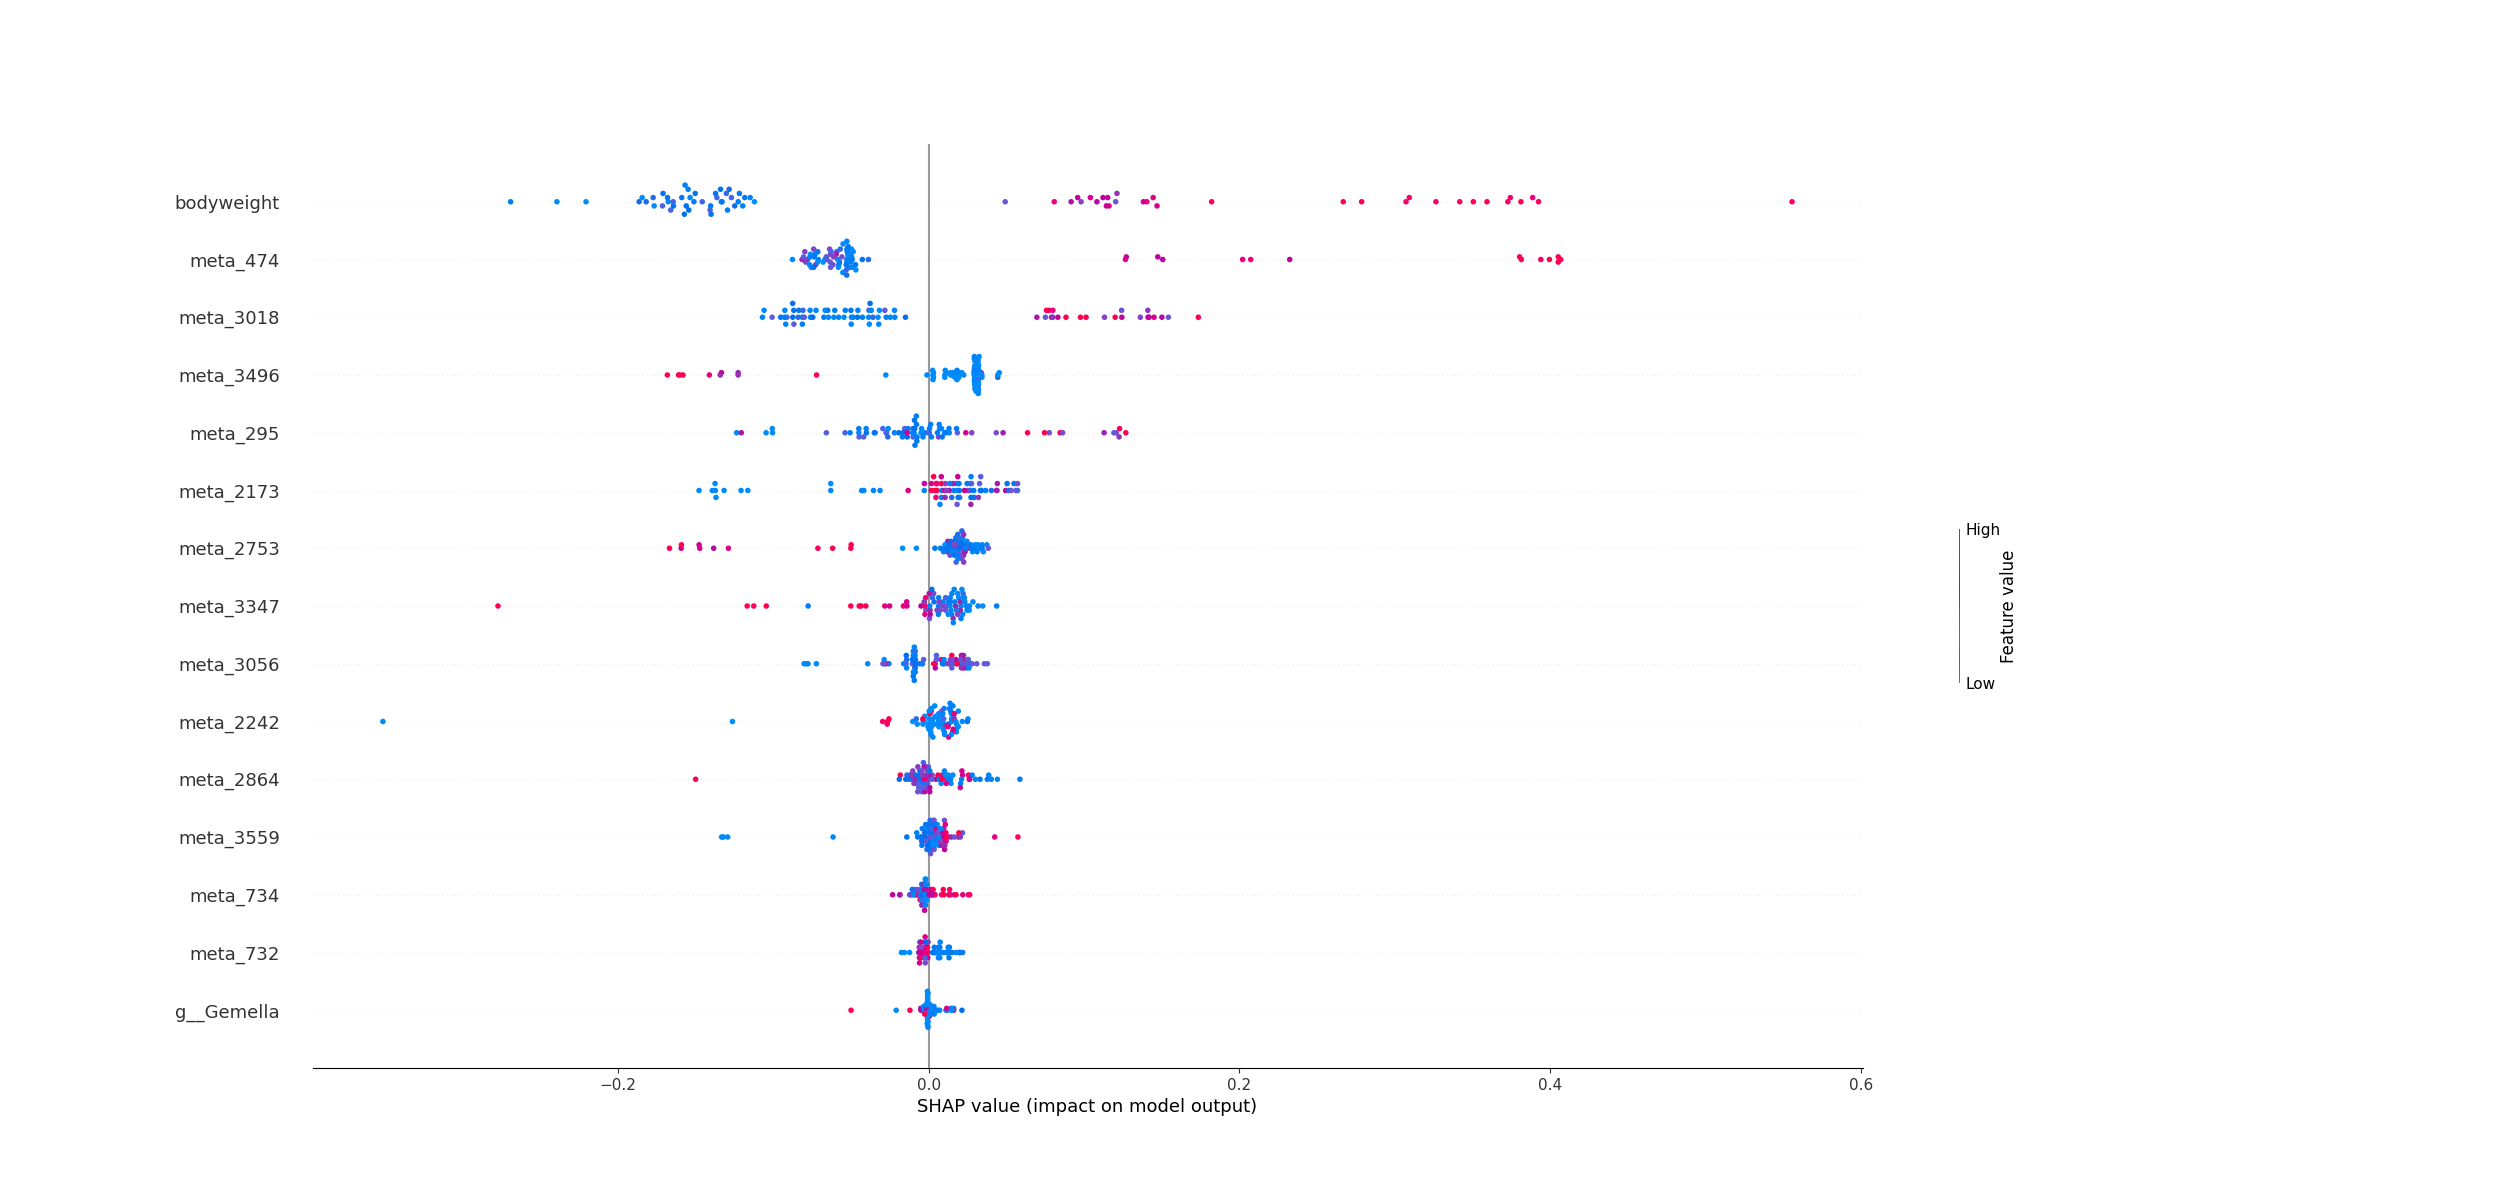 bodyweight
meta_474
meta_3018
meta_3496
meta_295
meta_2173
meta_2753
meta_3347
meta_3056
meta_2242
meta_2864
meta_3559
meta_734
meta_732
g__Gemella
−0.2 0.0 0.2 0.4 0.6
SHAP value (impact on model output)
High
Feature value
Low